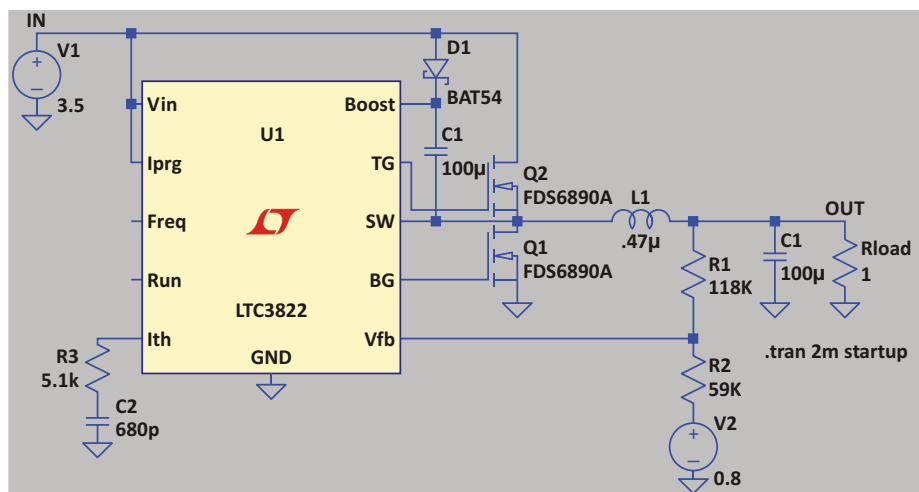 IN
V1
3.5
Vin
Iprg
Freq
Run
Ith
U1
LTC3822
GND
Boost
TG
SW
BG
Vfb
D1
BAT54
C1
100µ
Q2
FDS6890A
Q1
FDS6890A
L1
.47µ
OUT
R1
118K
C1
100µ
Rload
1
.tran 2m startup
R2
59K
V2
0.8
R3
5.1k
C2
680p